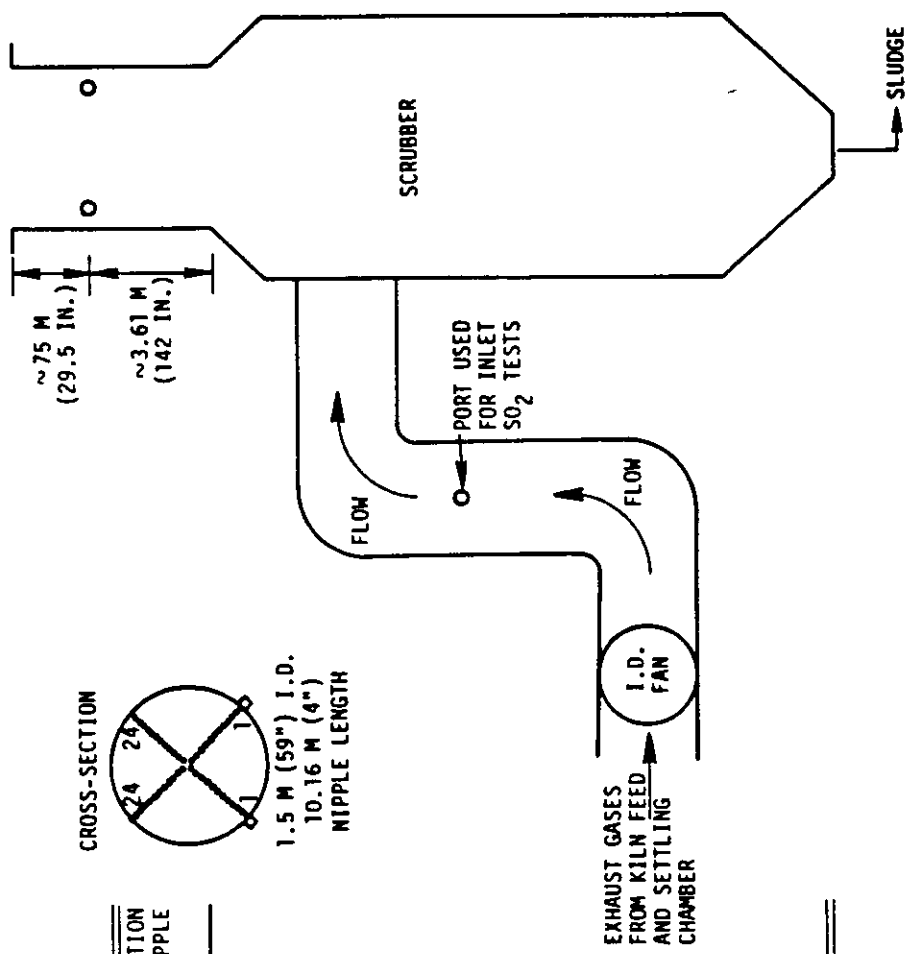 CROSS-SECTION
24
24
1
1
1.5 M (59") I.D.
10.16 M (4")
NIPPLE LENGTH
TION
PPLE
~75 M
(29.5 IN.)
~3.61 M
(142 IN.)
SCRUBBER
SLUDGE
PORT USED
FOR INLET
SO2 TESTS
FLOW
FLOW
I.D.
FAN
EXHAUST GASES
FROM KILN FEED
AND SETTLING
CHAMBER